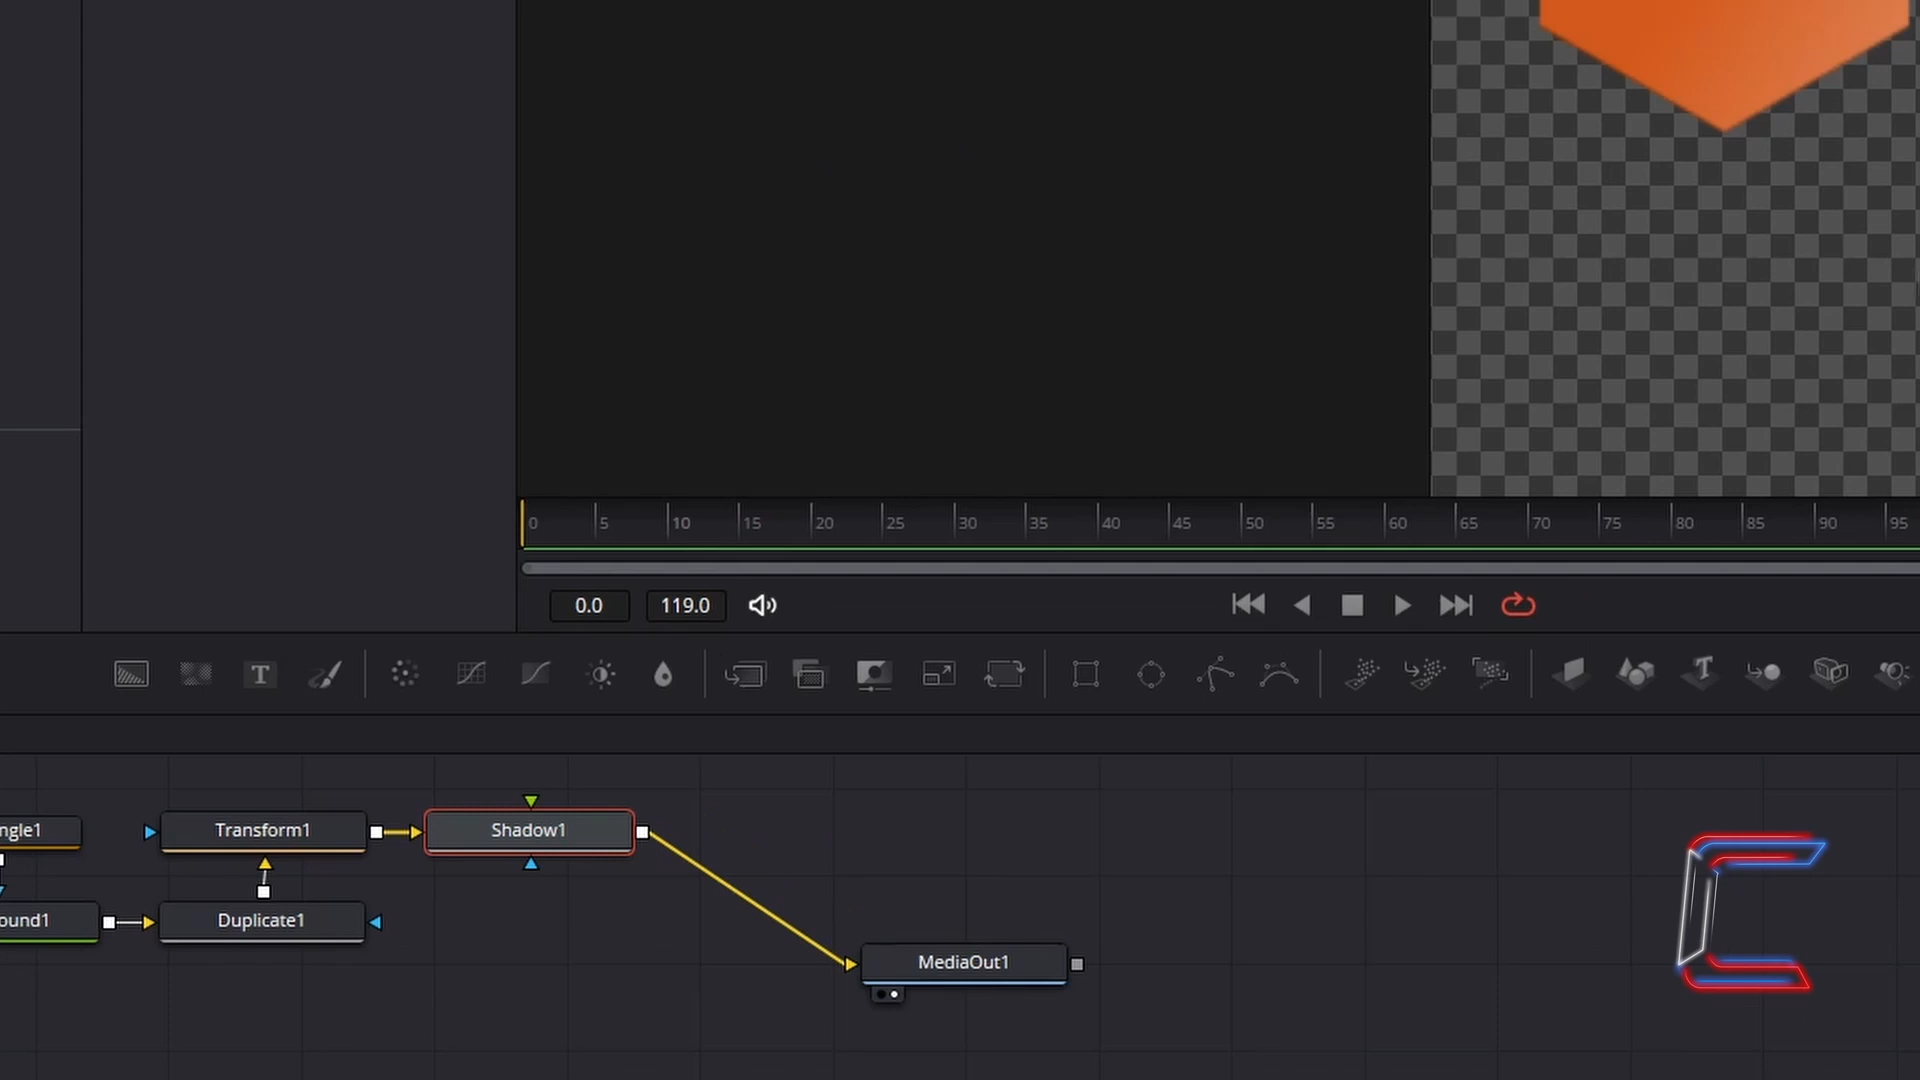 0 5 10 15 20 25 30 35 40 45 50 55 60 65 70 75 80 85 90 95
0.0 119.0
T
ngle1 Transform1 Shadow1
ound1 Duplicate1
MediaOut1